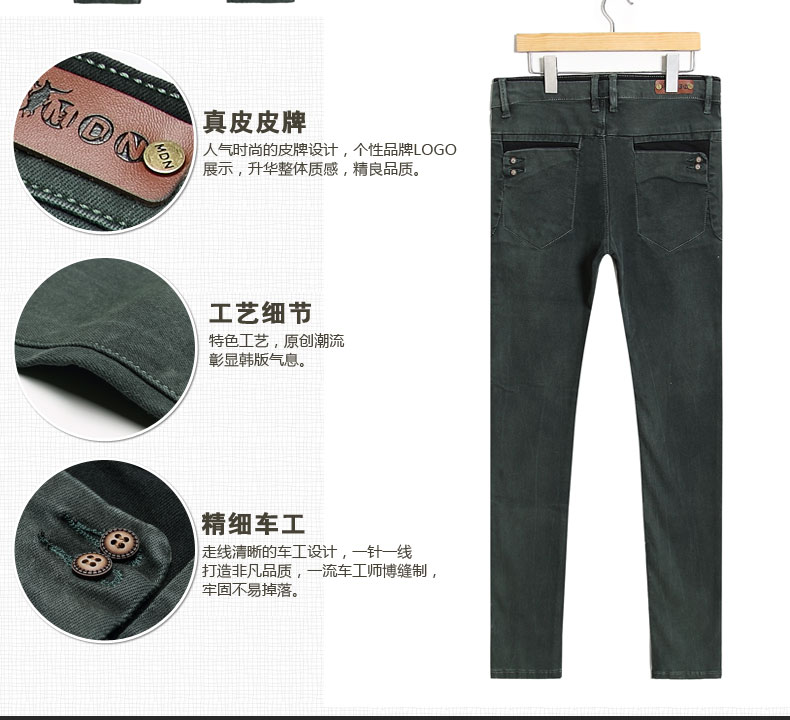 MDN
MDN
真皮皮牌
人气时尚的皮牌设计，个性品牌LOGO
展示，升华整体质感，精良品质。
工艺细节
特色工艺，原创潮流
彰显韩版气息。
精细车工
走线清晰的车工设计，一针一线
打造非凡品质，一流车工师博缝制，
牢固不易掉落。